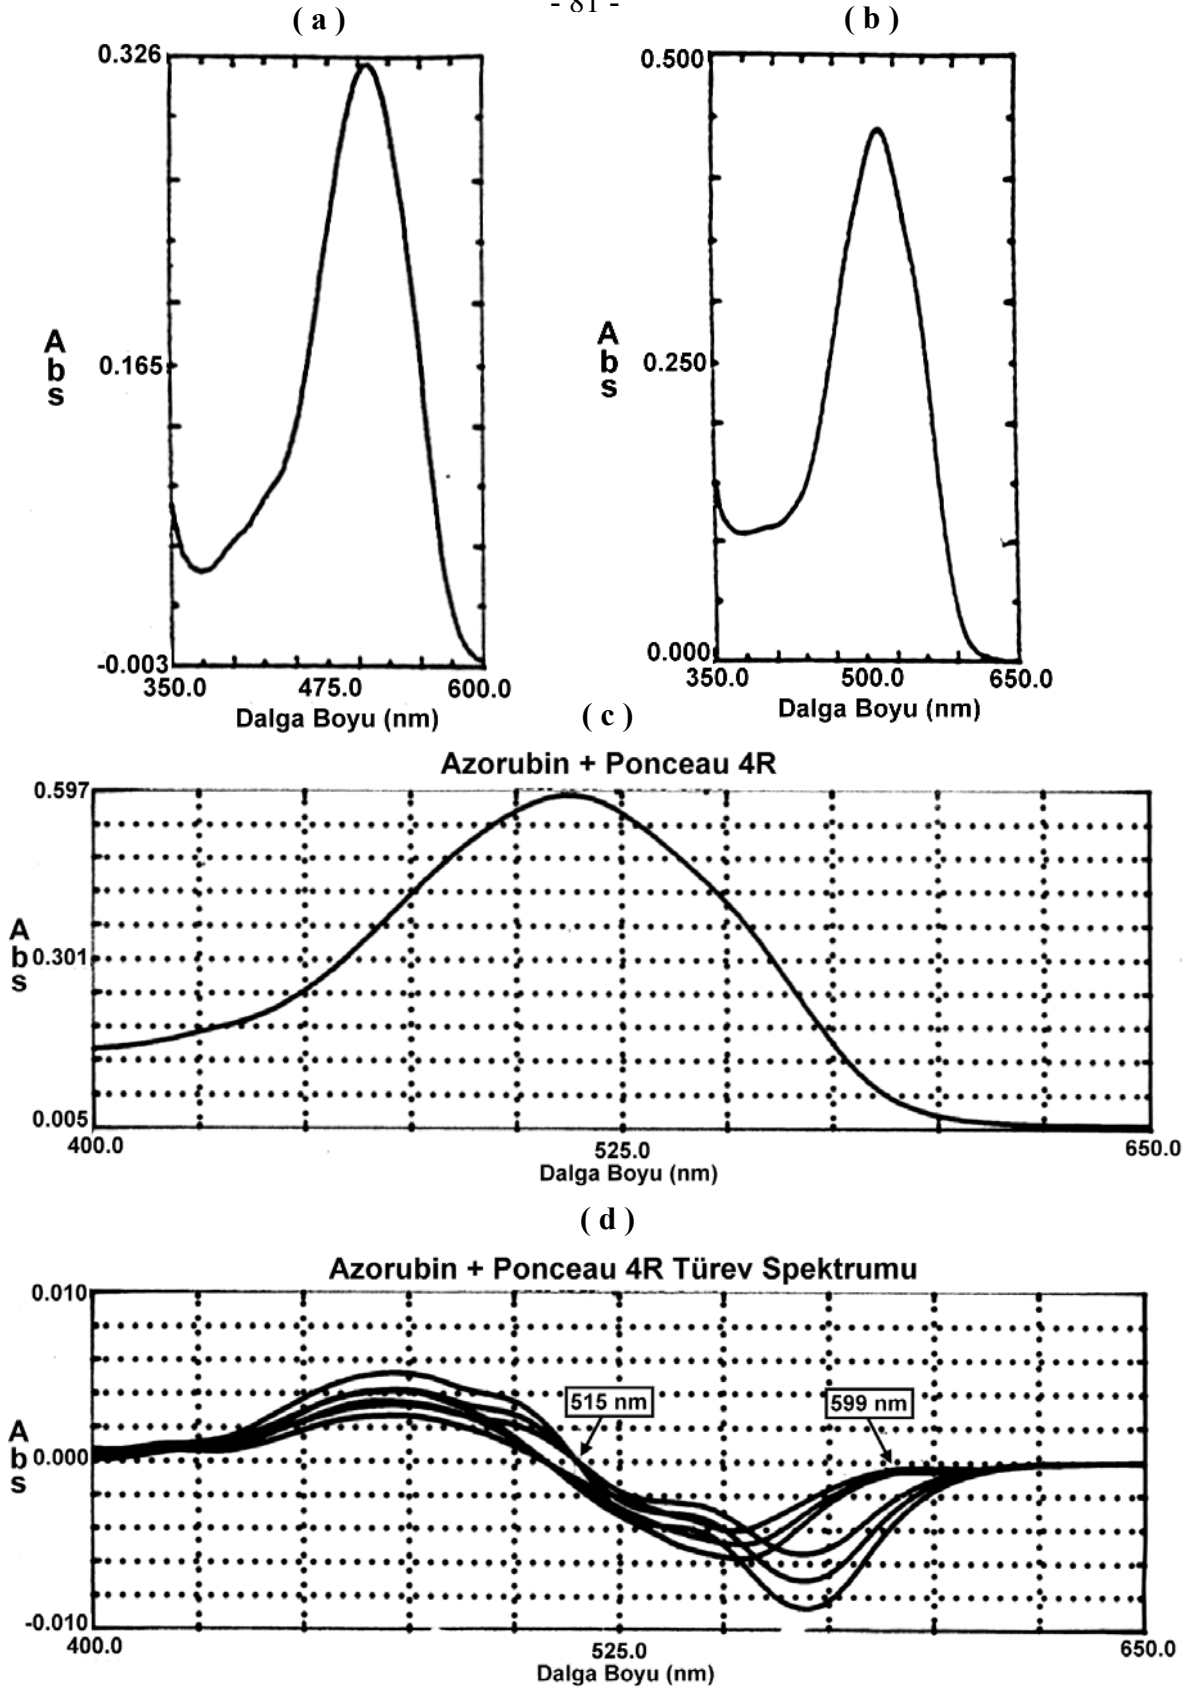 - 81 -
( a )
0.326
A
b
s
0.165
-0.003
350.0 475.0 600.0
Dalga Boyu (nm)
( b )
0.500
A
b
s
0.250
0.000
350.0 500.0 650.0
Dalga Boyu (nm)
( c )
Azorubin + Ponceau 4R
0.597
A
b
s
0.301
0.005
400.0 525.0 650.0
Dalga Boyu (nm)
( d )
Azorubin + Ponceau 4R Türev Spektrumu
0.010
515 nm
599 nm
A
b
s
0.000
-0.010
400.0 525.0 650.0
Dalga Boyu (nm)